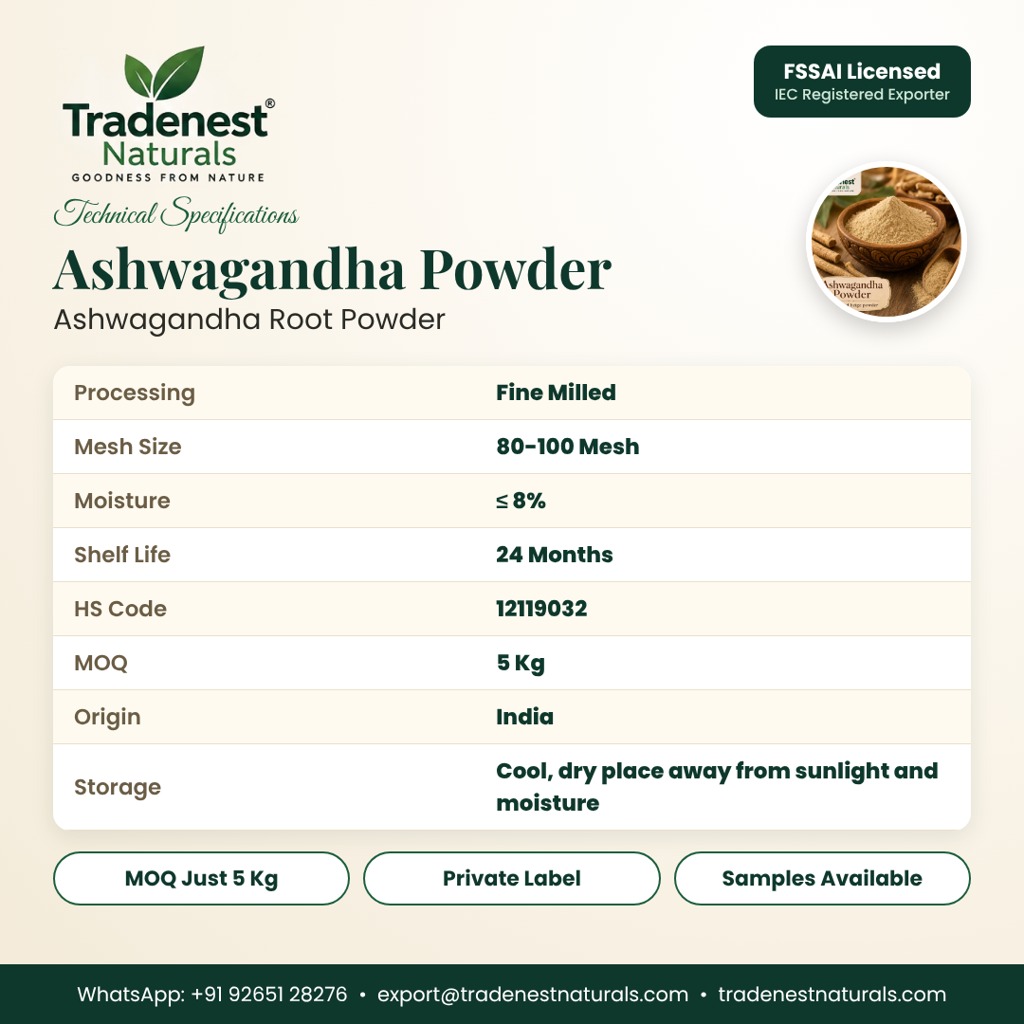 Tradenest®
Naturals
GOODNESS FROM NATURE
FSSAI Licensed
IEC Registered Exporter
Technical Specifications
Ashwagandha Powder
Ashwagandha Root Powder
Ashwagandha
Powder
Processing Fine Milled
Mesh Size 80-100 Mesh
Moisture ≤ 8%
Shelf Life 24 Months
HS Code 12119032
MOQ 5 Kg
Origin India
Storage Cool, dry place away from sunlight and
moisture
MOQ Just 5 Kg
Private Label
Samples Available
WhatsApp: +91 92651 28276 • export@tradenestnaturals.com • tradenestnaturals.com